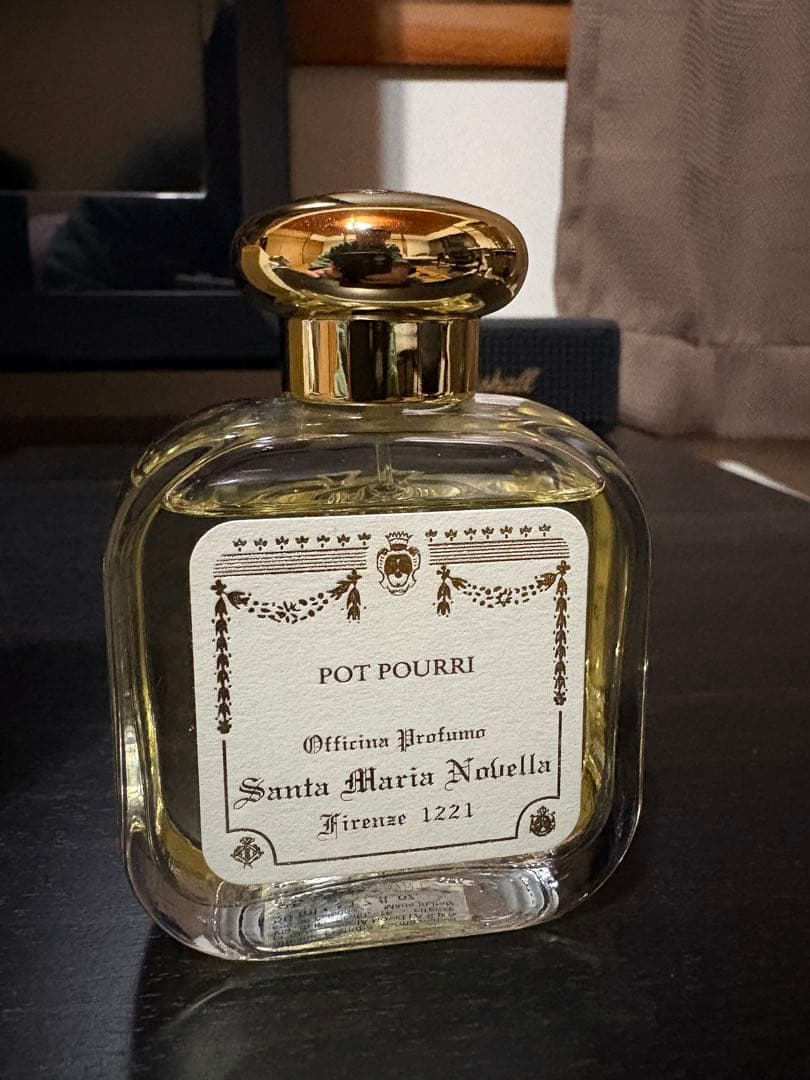 POT POURRI
Officina Profumo
Santa Maria Novella
Firenze 1221